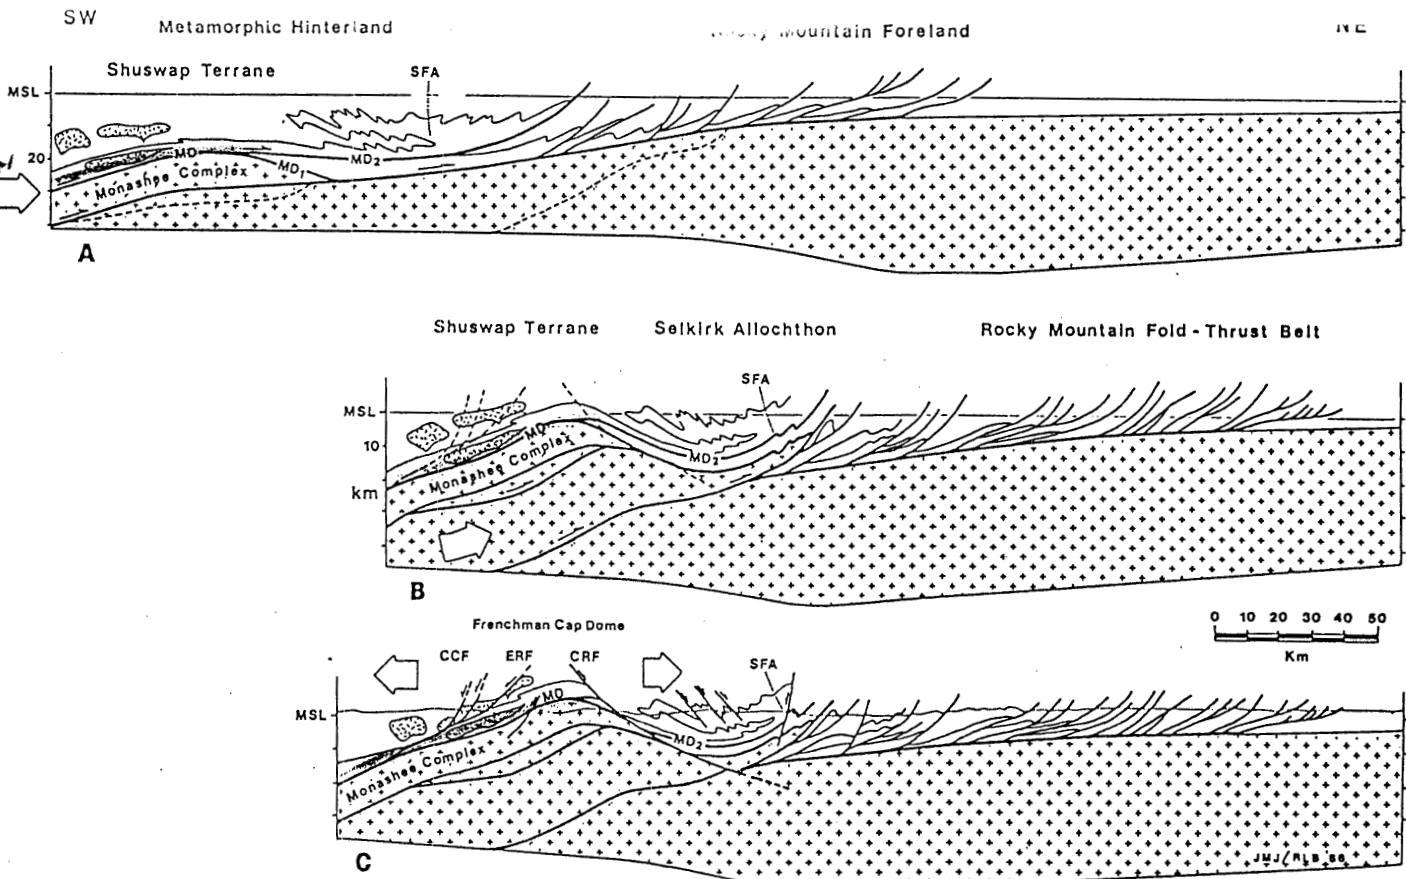 SW
Metamorphic Hinterland
Mountain Foreland
NE
Shuswap Terrane
SFA
MSL
20
MD
MD1
MD2
Monashee Complex
A
Shuswap Terrane
Selkirk Allochthon
Rocky Mountain Fold - Thrust Belt
SFA
MSL
10
km
MD
MD2
Monashee Complex
B
0 10 20 30 40 50
Km
Frenchman Cap Dome
CCF
ERF
CRF
SFA
MSL
MD
MD2
Monashee Complex
C